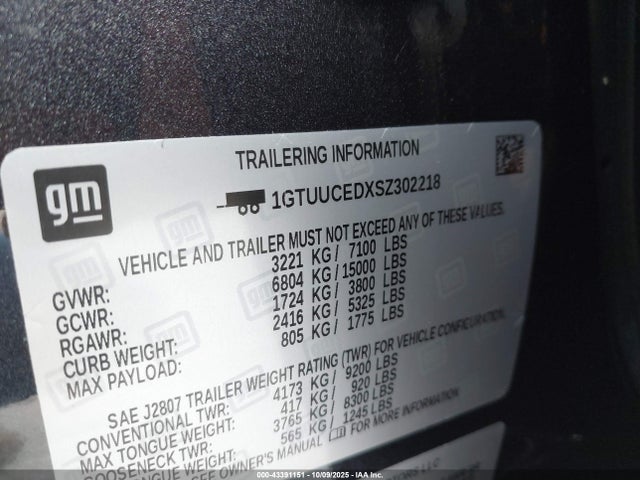 gm
TRAILERING INFORMATION
1GTUUCEDXSZ302218
VEHICLE AND TRAILER MUST NOT EXCEED ANY OF THESE VALUES.
GVWR: 3221 KG / 7100 LBS
GCWR: 6804 KG / 15000 LBS
RGAWR: 1724 KG / 3800 LBS
CURB WEIGHT: 2416 KG / 5325 LBS
MAX PAYLOAD: 805 KG / 1775 LBS
SAE J2807 TRAILER WEIGHT RATING (TWR) FOR VEHICLE CONFIGURATION.
CONVENTIONAL TWR: 4173 KG / 9200 LBS
MAX TONGUE WEIGHT: 417 KG / 920 LBS
GOOSENECK TWR: 3765 KG / 8300 LBS
TONGUE 565 KG / 1245 LBS
SEE OWNER'S MANUAL FOR MORE INFORMATION
MOTORS LLC
000-43391151 - 10/09/2025 - IAA Inc.